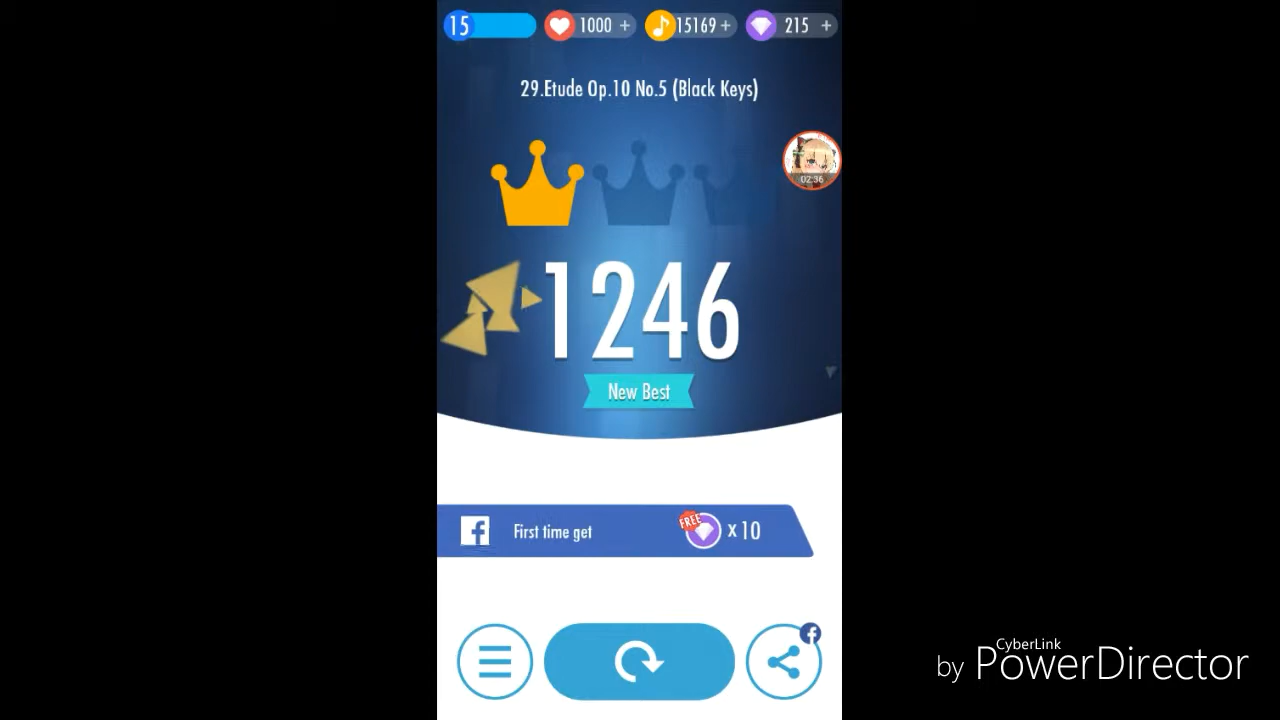 15 1000 + 15169 + 215 +
29.Etude Op.10 No.5 (Black Keys)
02:36
1246
New Best
f First time get FREE x 10
f
CyberLink
by PowerDirector